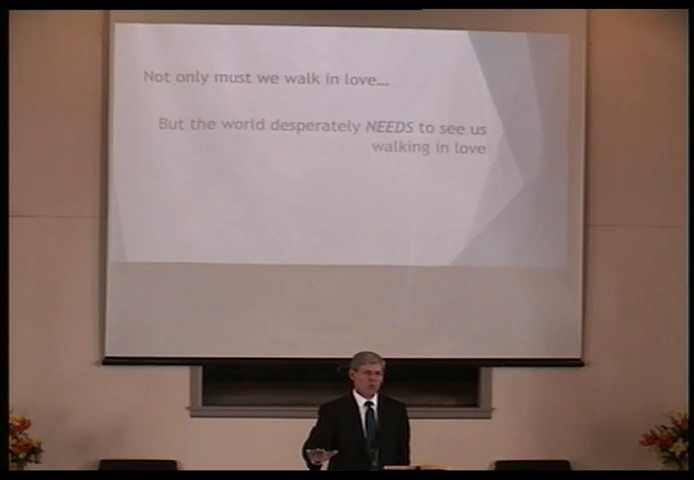 Not only must we walk in love…
But the world desperately NEEDS to see us
walking in love